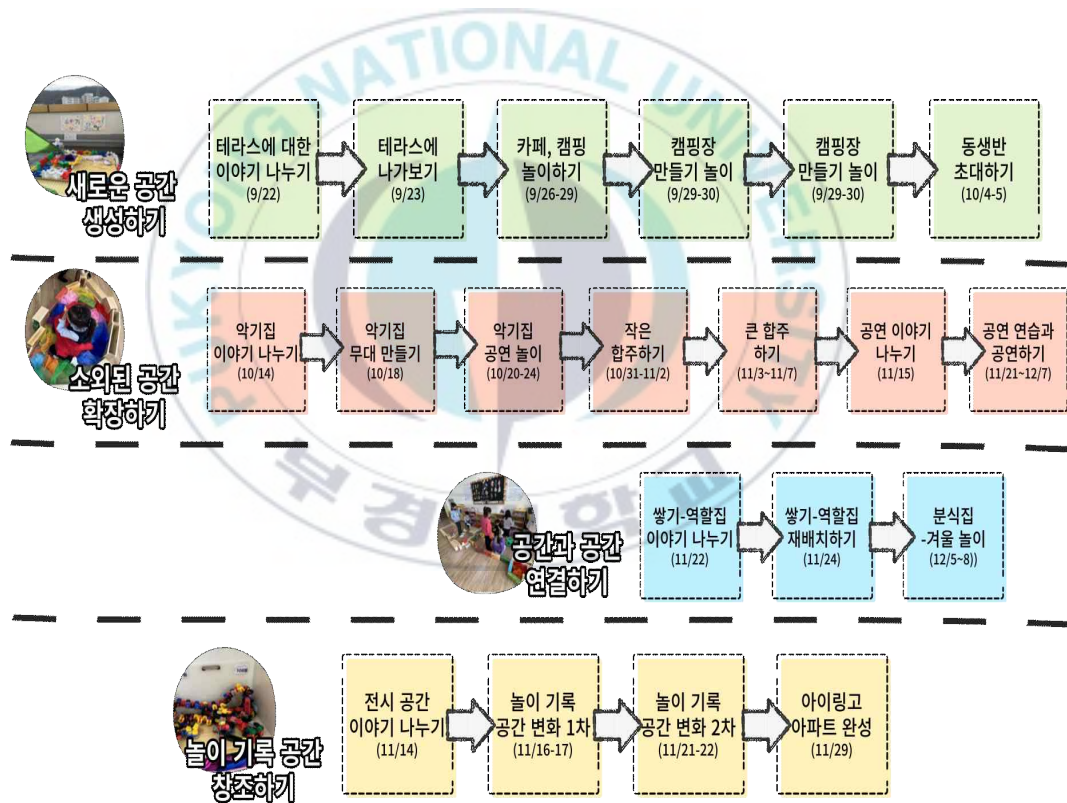 PUKYONG NATIONAL UNIVERSITY
새로운 공간
생성하기
테라스에 대한
이야기 나누기
(9/22)
테라스에
나가보기
(9/23)
카페, 캠핑
놀이하기
(9/26-29)
캠핑장
만들기 놀이
(9/29-30)
캠핑장
만들기 놀이
(9/29-30)
동생반
초대하기
(10/4-5)
소외된 공간
확장하기
악기집
이야기 나누기
(10/14)
악기집
무대 만들기
(10/18)
악기집
공연 놀이
(10/20-24)
작은
합주하기
(10/31-11/2)
큰 합주
하기
(11/3~11/7)
공연 이야기
나누기
(11/15)
공연 연습과
공연하기
(11/21~12/7)
공간과 공간
연결하기
쌓기-역할집
이야기 나누기
(11/22)
쌓기-역할집
재배치하기
(11/24)
분식집
-겨울 놀이
(12/5~8))
놀이 기록 공간
창조하기
전시 공간
이야기 나누기
(11/14)
놀이 기록
공간 변화 1차
(11/16-17)
놀이 기록
공간 변화 2차
(11/21-22)
아이링고
아파트 완성
(11/29)